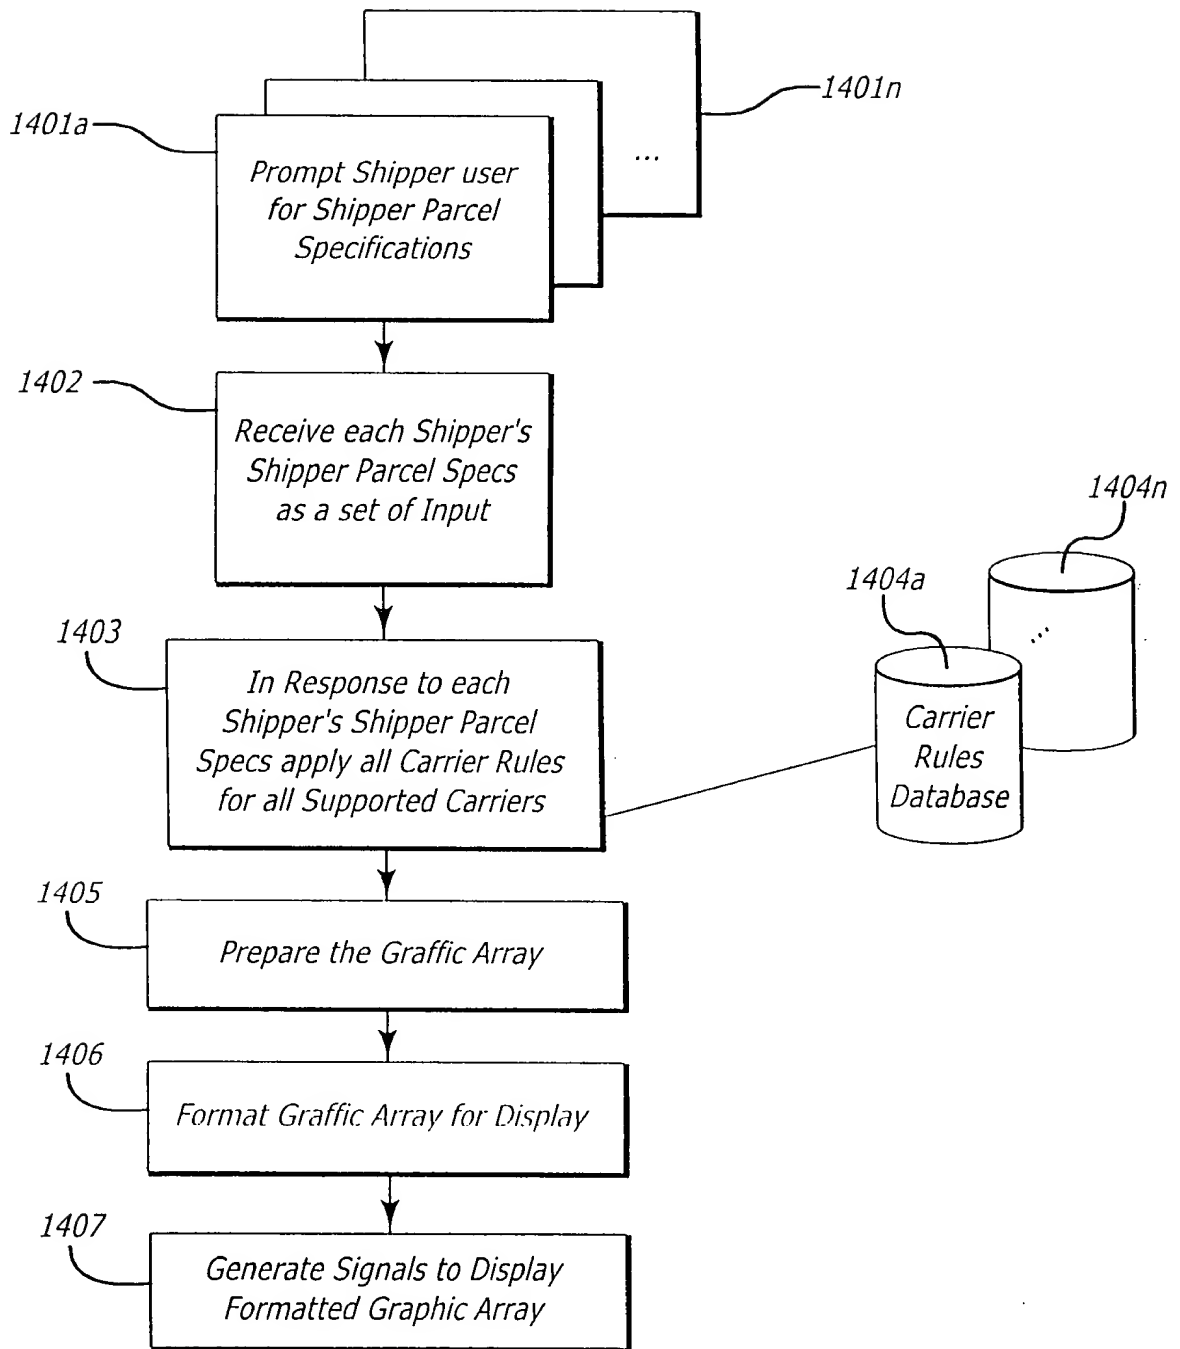 1401n
1401a
...
Prompt Shipper user
for Shipper Parcel
Specifications
1402
Receive each Shipper's
Shipper Parcel Specs
as a set of Input
1404n
1404a
...
Carrier
Rules
Database
1403
In Response to each
Shipper's Shipper Parcel
Specs apply all Carrier Rules
for all Supported Carriers
1405
Prepare the Graffic Array
1406
Format Graffic Array for Display
1407
Generate Signals to Display
Formatted Graphic Array